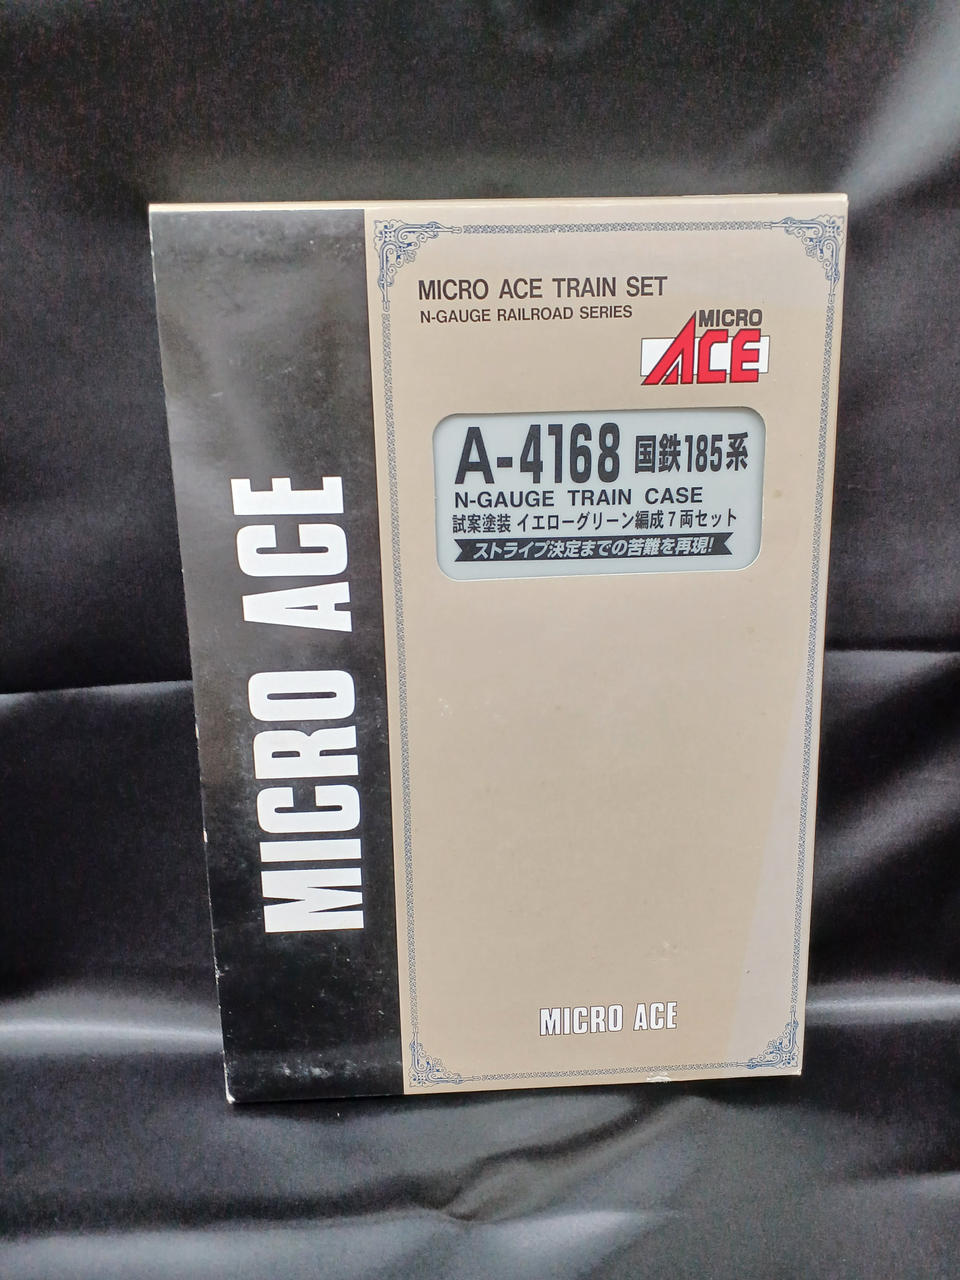 MICRO ACE
MICRO ACE TRAIN SET
N-GAUGE RAILROAD SERIES
MICRO
ACE
A-4168 国鉄185系
N-GAUGE TRAIN CASE
試案塗装 イエローグリーン編成7両セット
ストライプ決定までの苦難を再現!
MICRO ACE